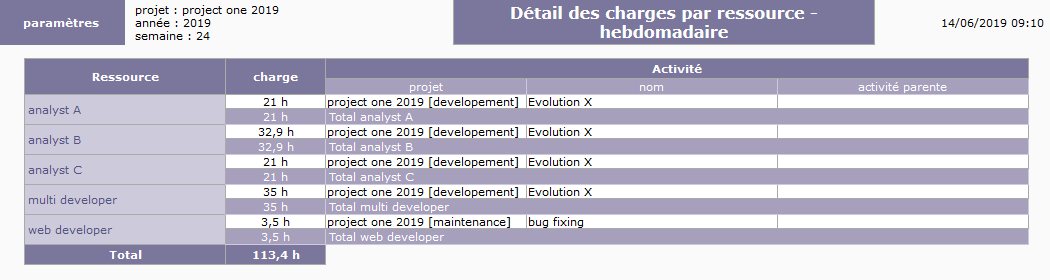 paramètres
projet : project one 2019
année : 2019
semaine : 24
Détail des charges par ressource -
hebdomadaire
14/06/2019 09:10
Ressource charge Activité
projet nom activité parente
analyst A
21 h project one 2019 [developement] Evolution X
21 h Total analyst A
analyst B
32,9 h project one 2019 [developement] Evolution X
32,9 h Total analyst B
analyst C
21 h project one 2019 [developement] Evolution X
21 h Total analyst C
multi developer
35 h project one 2019 [developement] Evolution X
35 h Total multi developer
web developer
3,5 h project one 2019 [maintenance] bug fixing
3,5 h Total web developer
Total 113,4 h